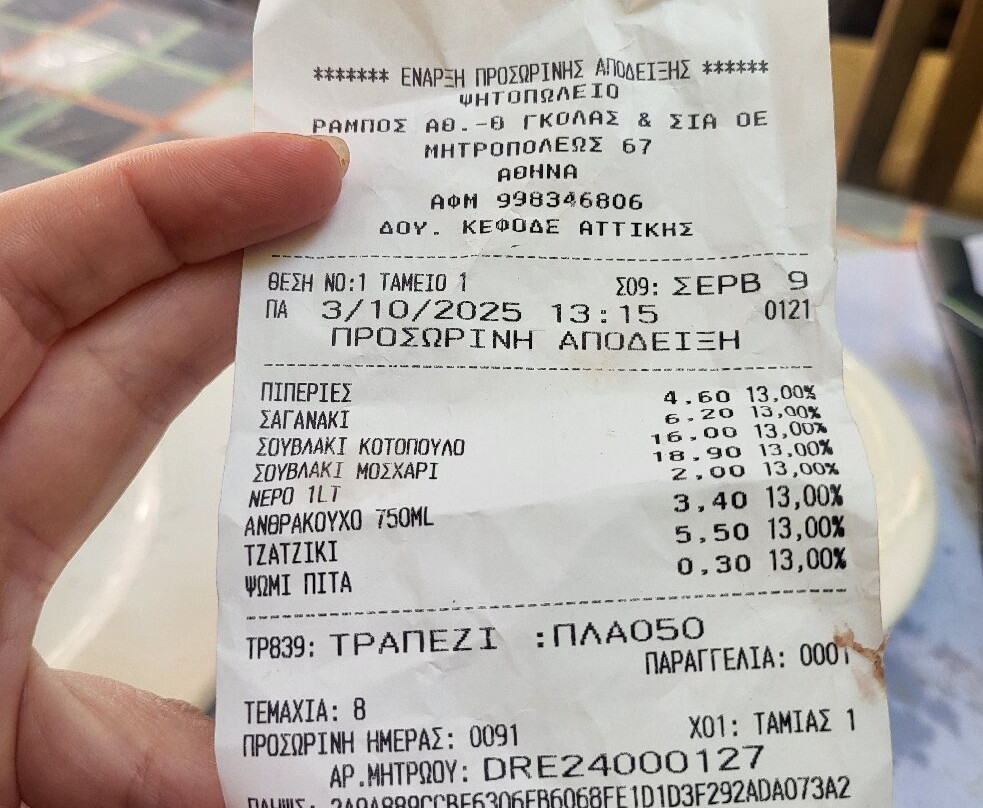 ******* ΕΝΑΡΞΗ ΠΡΟΣΩΡΙΝΗΣ ΑΠΟΔΕΙΞΗΣ ******
ΨΗΤΟΠΩΛΕΙΟ
ΡΑΜΠΟΣ ΑΘ.-Θ ΓΚΟΛΑΣ & ΣΙΑ ΟΕ
ΜΗΤΡΟΠΟΛΕΩΣ 67
ΑΘΗΝΑ
ΑΦΜ 998346806
ΔΟΥ. ΚΕΦΟΔΕ ΑΤΤΙΚΗΣ
ΘΕΣΗ ΝΟ:1 ΤΑΜΕΙΟ 1 Σ09: ΣΕΡΒ 9
ΠΑ 3/10/2025 13:15 0121
ΠΡΟΣΩΡΙΝΗ ΑΠΟΔΕΙΞΗ
ΠΙΠΕΡΙΕΣ 4,60 13,00%
ΣΑΓΑΝΑΚΙ 6,20 13,00%
ΣΟΥΒΛΑΚΙ ΚΟΤΟΠΟΥΛΟ 16,00 13,00%
ΣΟΥΒΛΑΚΙ ΜΟΣΧΑΡΙ 18,90 13,00%
ΝΕΡΟ 1LT 2,00 13,00%
ΑΝΘΡΑΚΟΥΧΟ 750ML 3,40 13,00%
ΤΖΑΤΖΙΚΙ 5,50 13,00%
ΨΩΜΙ ΠΙΤΑ 0,30 13,00%
ΤΡ839: ΤΡΑΠΕΖΙ :ΠΛΑ050
ΠΑΡΑΓΓΕΛΙΑ: 0001
ΤΕΜΑΧΙΑ: 8
ΠΡΟΣΩΡΙΝΗ ΗΜΕΡΑΣ: 0091 Χ01: ΤΑΜΙΑΣ 1
ΑΡ.ΜΗΤΡΩΟΥ: DRE24000127